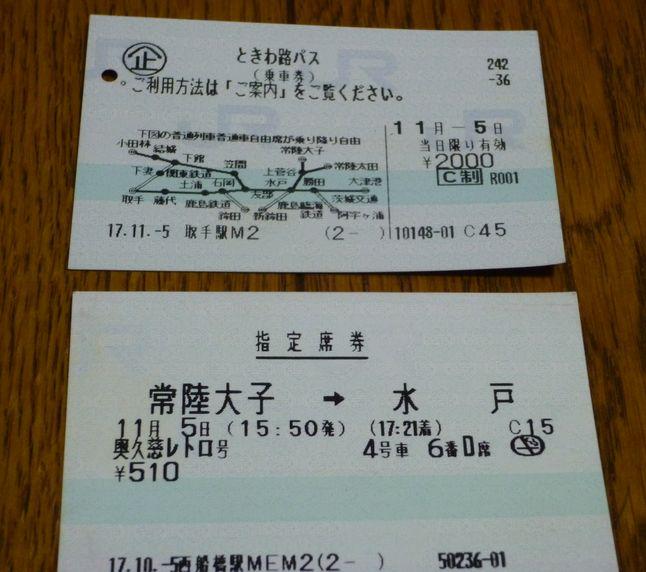 企 ときわ路パス 242
(乗車券) -36
ご利用方法は「ご案内」をご覧ください。
11月-5日
下図の普通列車普通車自由席が乗り降り自由 当日限り有効
小田林 結城 常陸大子 ¥2000
下館 笠間 上菅谷 常陸太田 C制 R001
下妻 関東鉄道 水戸 勝田 大津港
土浦 石岡 友部
取手 藤代 鹿島鉄道 鹿島臨海鉄道 茨城交通
鉾田 新鉾田 阿字ヶ浦
17.11.-5 取手駅M2 (2- ) 10148-01 C45
指定席券
常陸大子 → 水戸
11月 5日 (15:50発) (17:21着) C15
奥久慈レトロ号 4号車 6番D席
¥510
17.10.-5西船橋駅MEM2(2- ) 50236-01